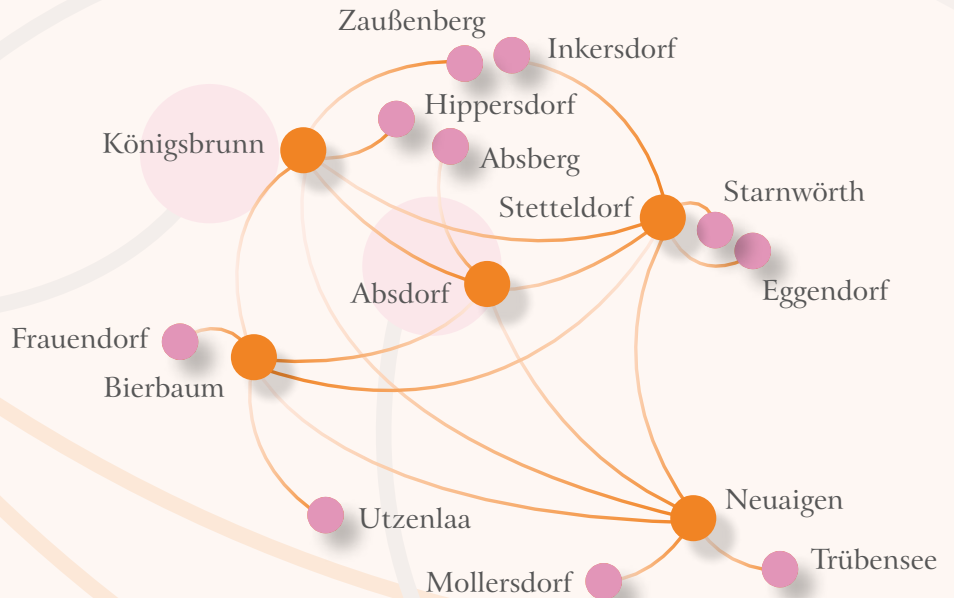 Zaußenberg
Inkersdorf
Hippersdorf
Königsbrunn
Absberg
Starnwörth
Stetteldorf
Absdorf
Eggendorf
Frauendorf
Bierbaum
Neuaigen
Utzenlaa
Trübensee
Mollersdorf